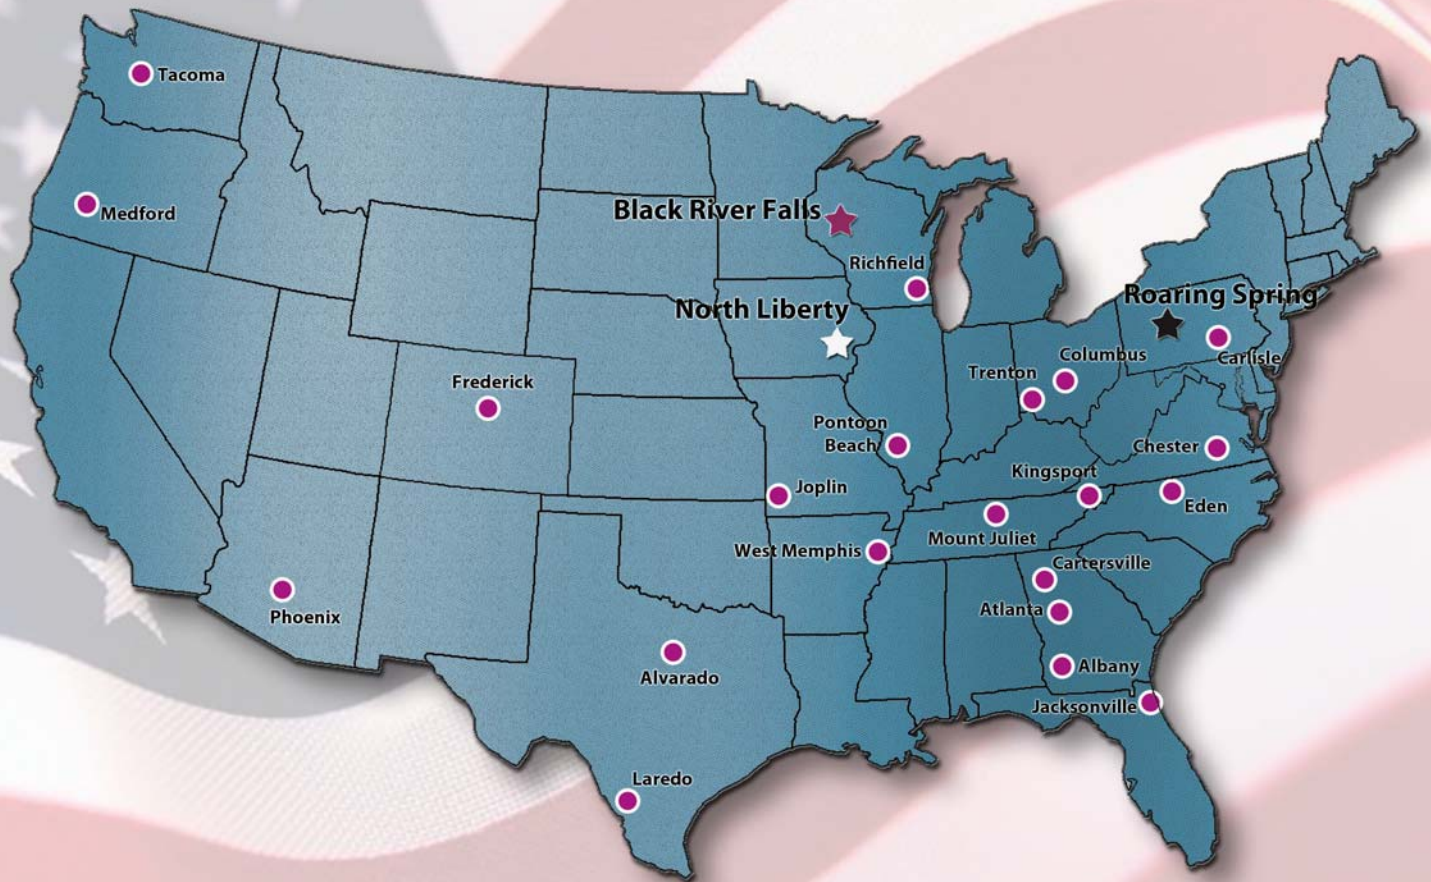 Tacoma
Medford
Black River Falls
Richfield
North Liberty
Roaring Spring
Carlisle
Columbus
Trenton
Frederick
Pontoon
Beach
Chester
Kingsport
Joplin
Eden
Mount Juliet
West Memphis
Cartersville
Atlanta
Phoenix
Albany
Alvarado
Jacksonville
Laredo